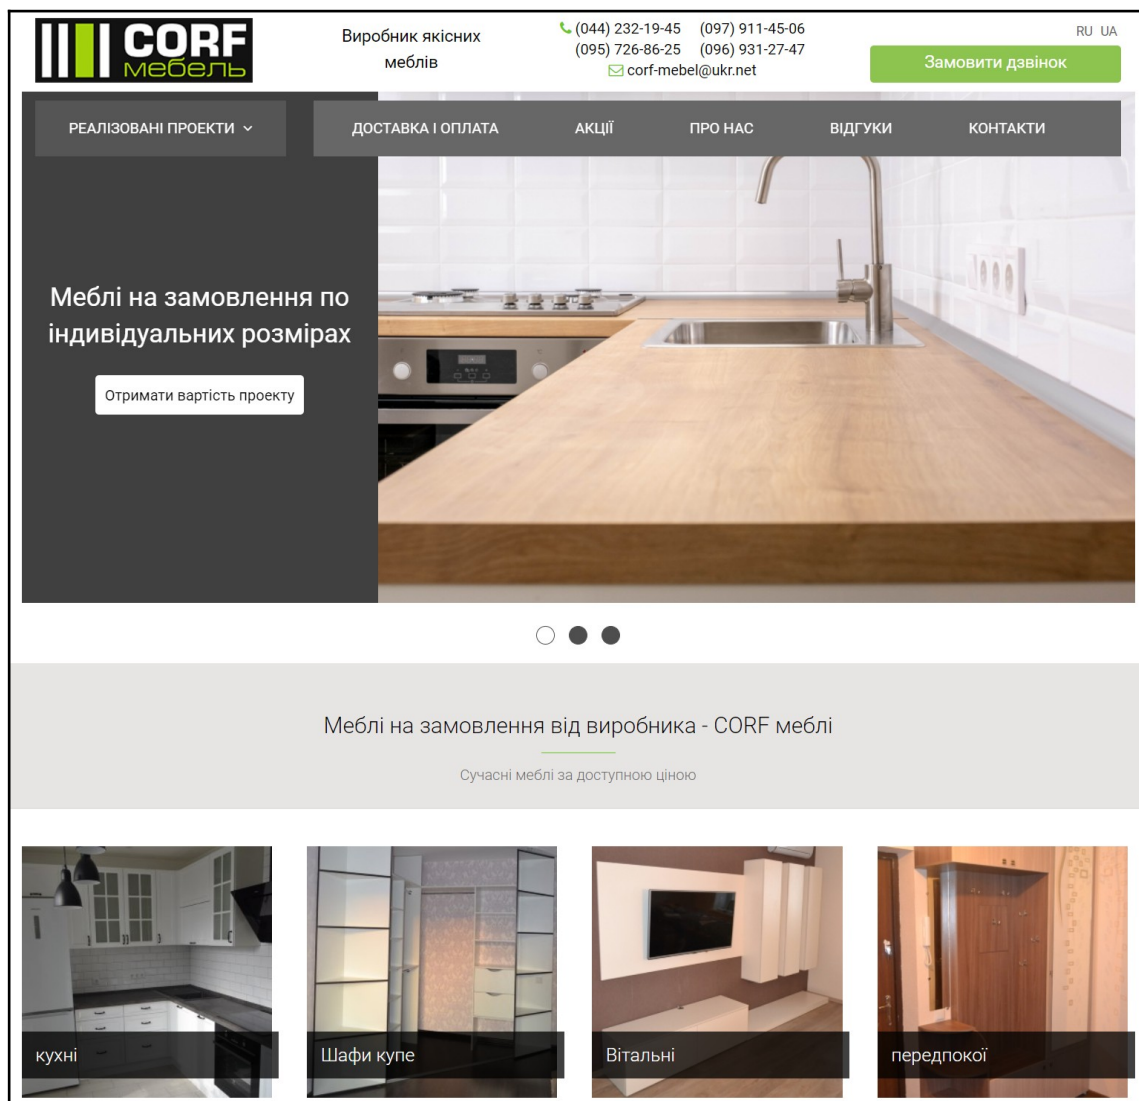 CORF
мебель
Виробник якісних
меблів
(044) 232-19-45 (097) 911-45-06
(095) 726-86-25 (096) 931-27-47
corf-mebel@ukr.net
RU UA
Замовити дзвінок
РЕАЛІЗОВАНІ ПРОЕКТИ
ДОСТАВКА І ОПЛАТА АКЦІЇ ПРО НАС ВІДГУКИ КОНТАКТИ
Меблі на замовлення по
індивідуальних розмірах
Отримати вартість проекту
Меблі на замовлення від виробника - CORF меблі
Сучасні меблі за доступною ціною
кухні
Шафи купе
Вітальні
передпокої